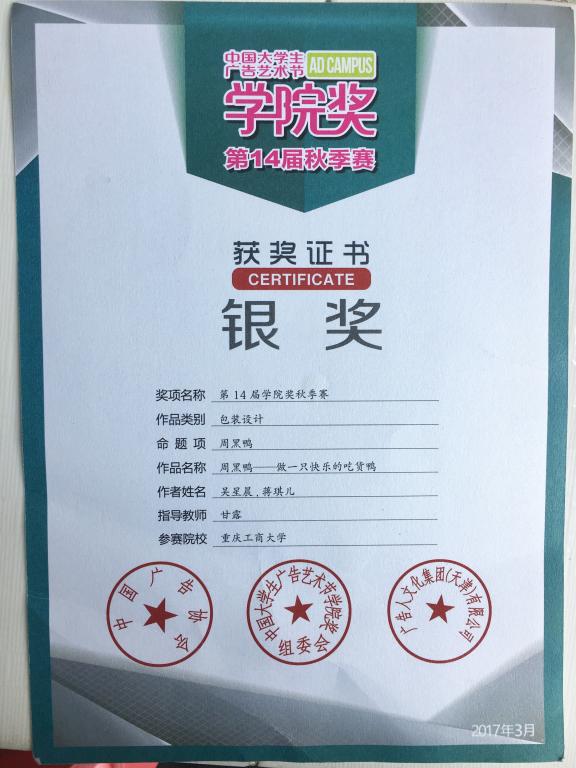 中国大学生
广告艺术节 AD CAMPUS
学院奖
第14届秋季赛
获奖证书
CERTIFICATE
银奖
奖项名称 第14届学院奖秋季赛
作品类别 包装设计
命题项 周黑鸭
作品名称 周黑鸭——做一只快乐的吃货鸭
作者姓名 吴星晨、蒋琪儿
指导教师 甘露
参赛院校 重庆工商大学
中国广告协会
中国大学生广告艺术节学院奖
组委会
广告人文化集团(天津)有限公司
2017年3月